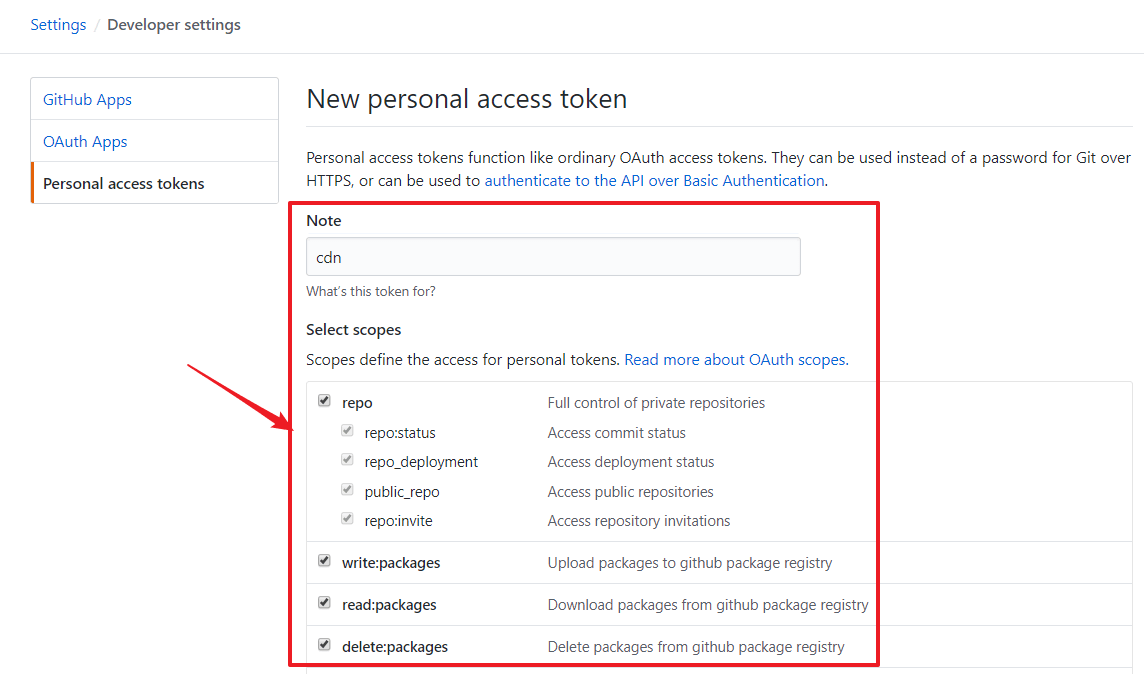 Settings / Developer settings
GitHub Apps
OAuth Apps
Personal access tokens
New personal access token
Personal access tokens function like ordinary OAuth access tokens. They can be used instead of a password for Git over
HTTPS, or can be used to authenticate to the API over Basic Authentication.
Note
cdn
What's this token for?
Select scopes
Scopes define the access for personal tokens. Read more about OAuth scopes.
repo Full control of private repositories
repo:status Access commit status
repo_deployment Access deployment status
public_repo Access public repositories
repo:invite Access repository invitations
write:packages Upload packages to github package registry
read:packages Download packages from github package registry
delete:packages Delete packages from github package registry